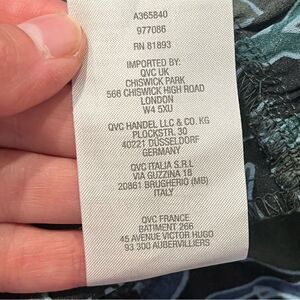 A365840
977086
RN 81893
IMPORTED BY:
QVC UK
CHISWICK PARK
566 CHISWICK HIGH ROAD
LONDON
W4 5XU
QVC HANDEL LLC & CO. KG
PLOCKSTR. 30
40221 DÜSSELDORF
GERMANY
QVC ITALIA S.R.L
VIA GUZZINA 18
20861 BRUGHERIO (MB)
ITALY
QVC FRANCE
BATIMENT 266
45 AVENUE VICTOR HUGO
93 300 AUBERVILLIERS